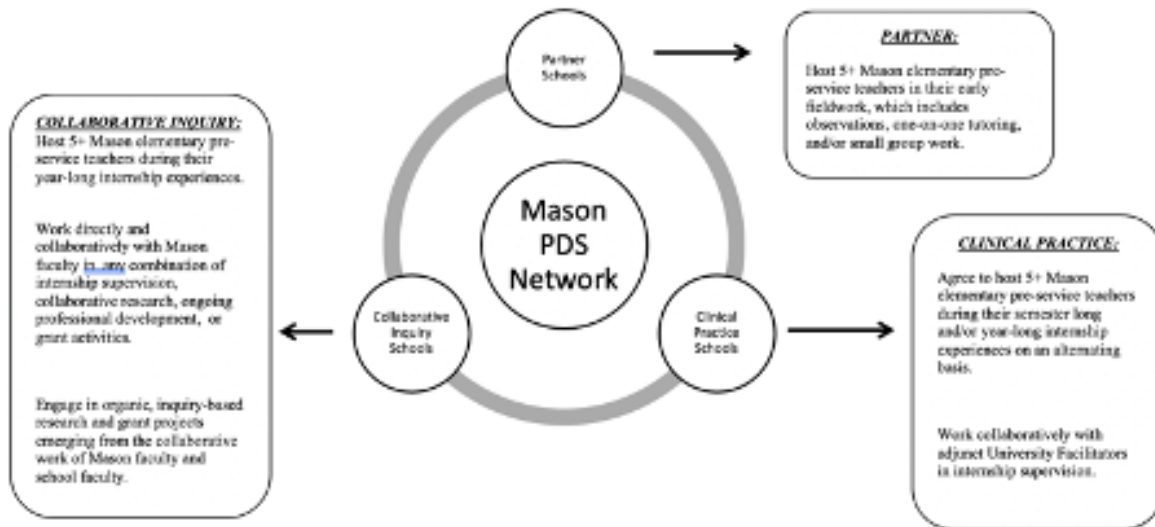 Partner
Schools
PARTNER:
Host 5+ Mason elementary pre-
service teachers in their early
fieldwork, which includes
observations, one-on-one tutoring,
and/or small group work.
COLLABORATIVE INQUIRY:
Host 5+ Mason elementary pre-
service teachers during their
year-long internship experiences.
Work directly and
collaboratively with Mason
faculty in any combination of
internship supervision,
collaborative research, ongoing
professional development, or
grant activities.
Engage in organic, inquiry-based
research and grant projects
emerging from the collaborative
work of Mason faculty and
school faculty.
Mason
PDS
Network
Collaborative
Inquiry
Schools
Clinical
Practice
Schools
CLINICAL PRACTICE:
Agree to host 5+ Mason
elementary pre-service teachers
during their semester long
and/or year-long internship
experiences on an alternating
basis.
Work collaboratively with
adjunct University Facilitators
in internship supervision.